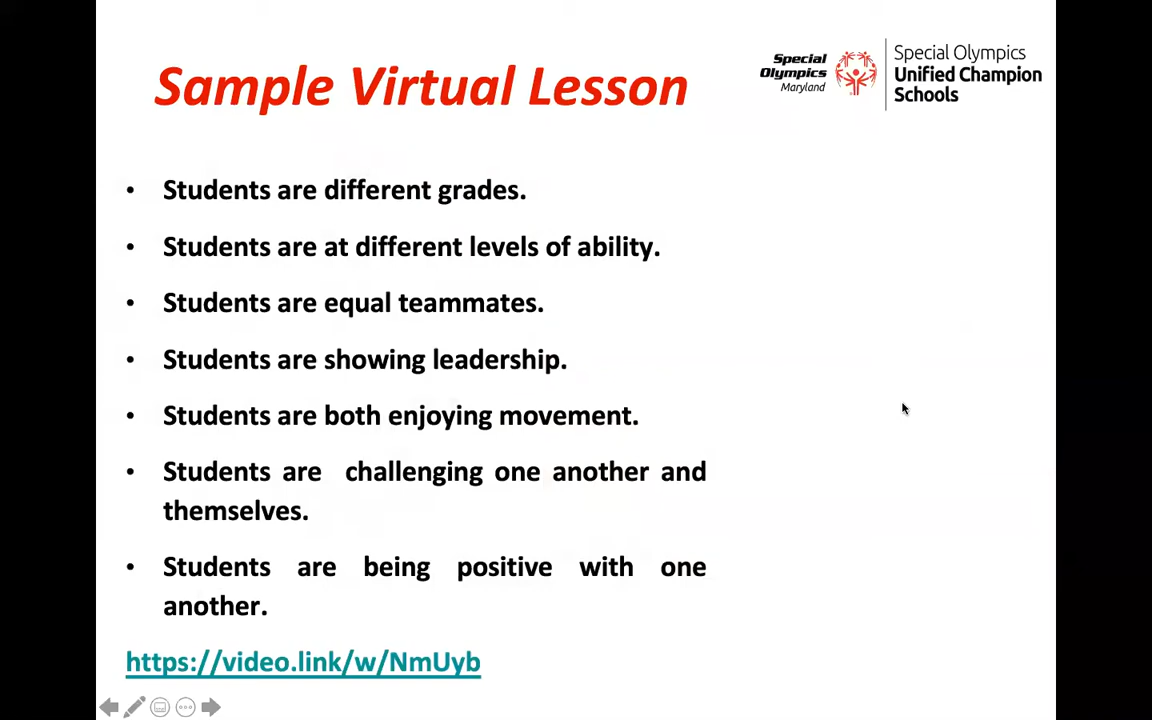 Sample Virtual Lesson
Special
Olympics
Maryland
Special Olympics
Unified Champion
Schools
• Students are different grades.
• Students are at different levels of ability.
• Students are equal teammates.
• Students are showing leadership.
• Students are both enjoying movement.
• Students are challenging one another and
themselves.
• Students are being positive with one
another.
https://video.link/w/NmUyb